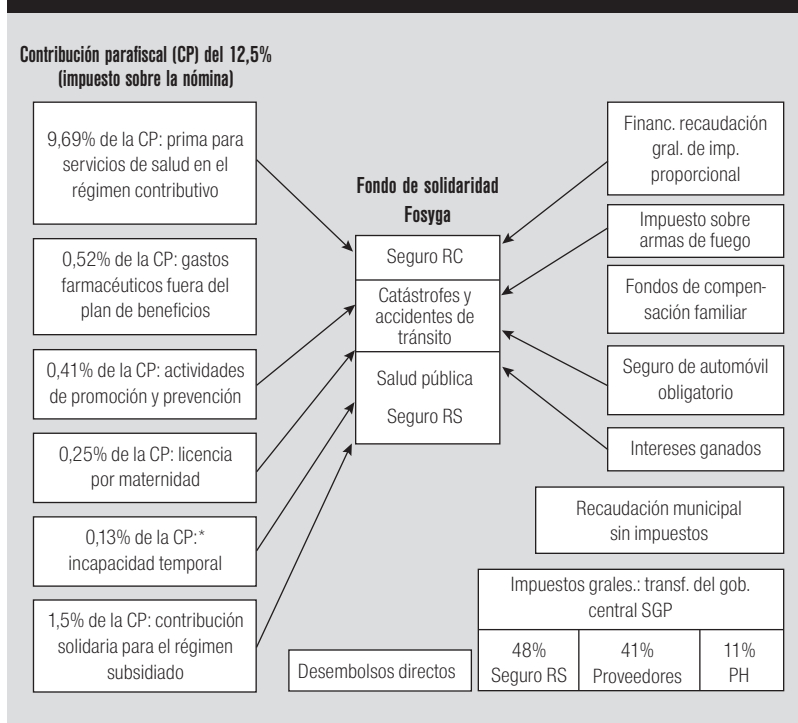 Contribución parafiscal (CP) del 12,5%
(impuesto sobre la nómina)
9,69% de la CP: prima para
servicios de salud en el
régimen contributivo
0,52% de la CP: gastos
farmacéuticos fuera del
plan de beneficios
0,41% de la CP: actividades
de promoción y prevención
0,25% de la CP: licencia
por maternidad
0,13% de la CP:*
incapacidad temporal
1,5% de la CP: contribución
solidaria para el régimen
subsidiado
Fondo de solidaridad
Fosyga
Seguro RC
Catástrofes y
accidentes de
tránsito
Salud pública
Seguro RS
Financ. recaudación
gral. de imp.
proporcional
Impuesto sobre
armas de fuego
Fondos de compen-
sación familiar
Seguro de automóvil
obligatorio
Intereses ganados
Recaudación municipal
sin impuestos
Impuestos grales.: transf. del gob.
central SGP
48%
Seguro RS
41%
Proveedores
11%
PH
Desembolsos directos